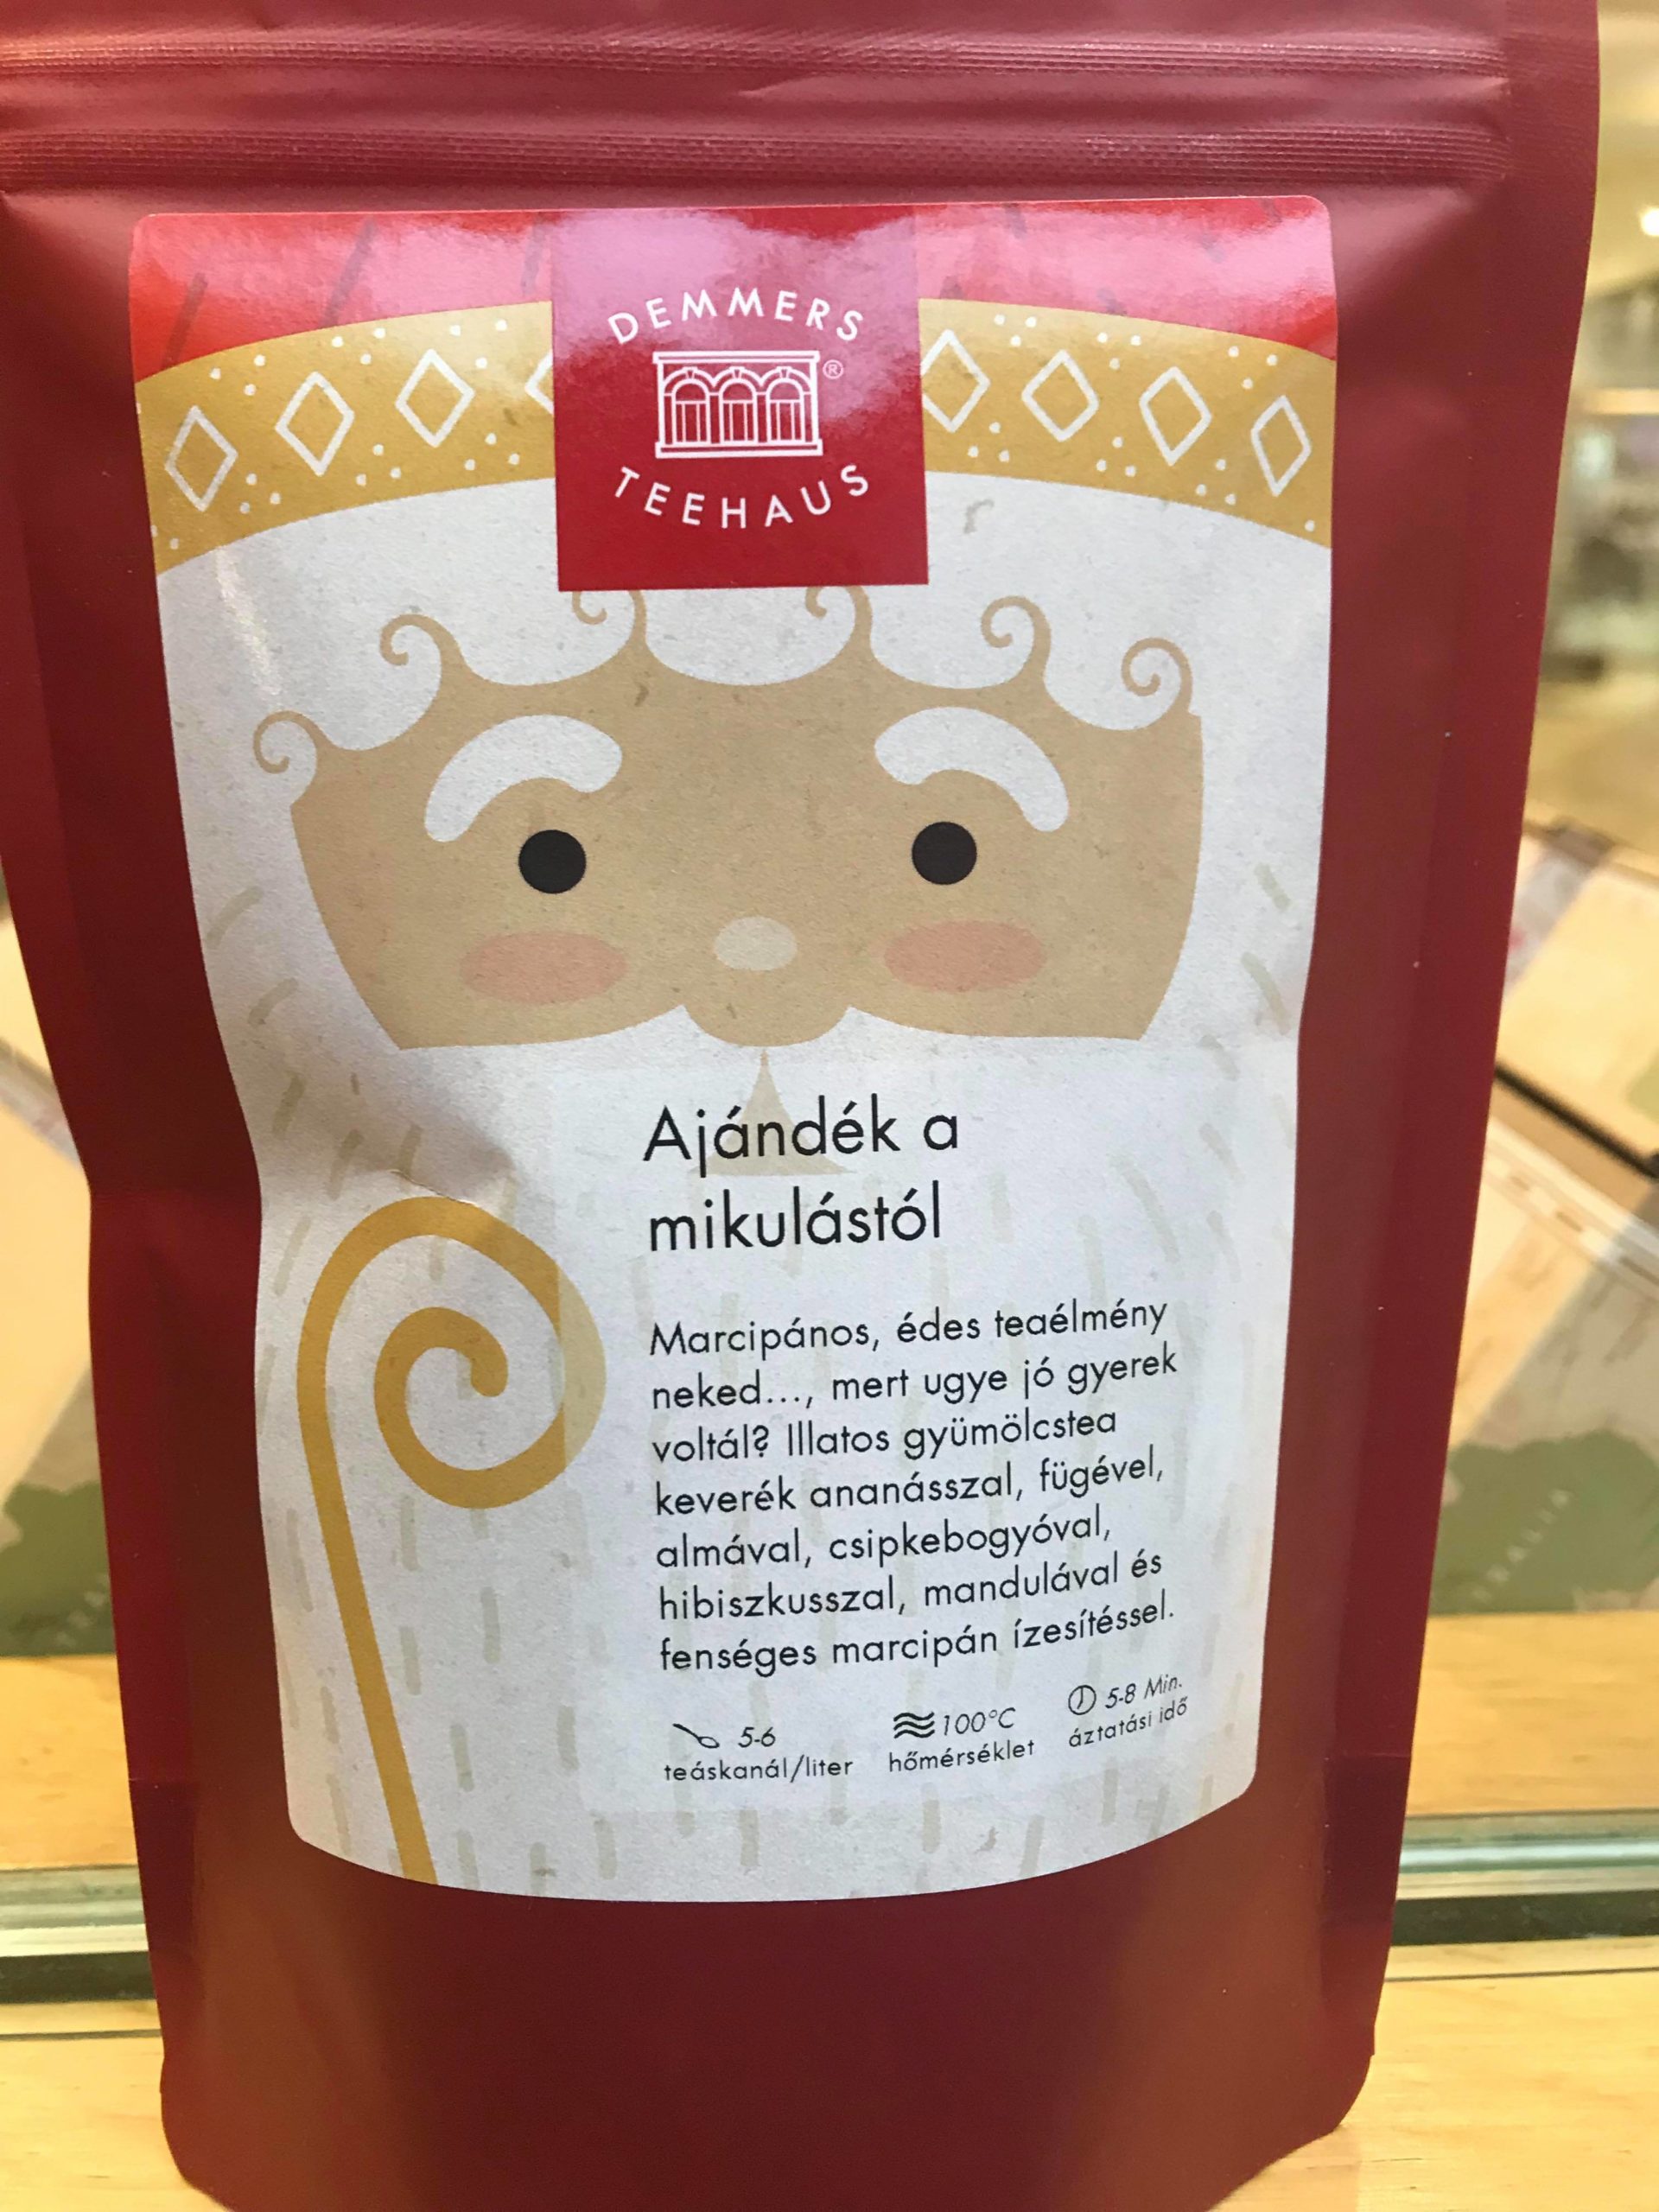 DEMMERS
®
TEEHAUS
Ajándék a
mikulástól
Marcipános, édes teaélmény
neked..., mert ugye jó gyerek
voltál? Illatos gyümölcstea
keverék ananásszal, fügével,
almával, csipkebogyóval,
hibiszkusszal, mandulával és
fenséges marcipán ízesítéssel.
5-6
teáskanál/liter
100°C
hőmérséklet
5-8 Min.
áztatási idő